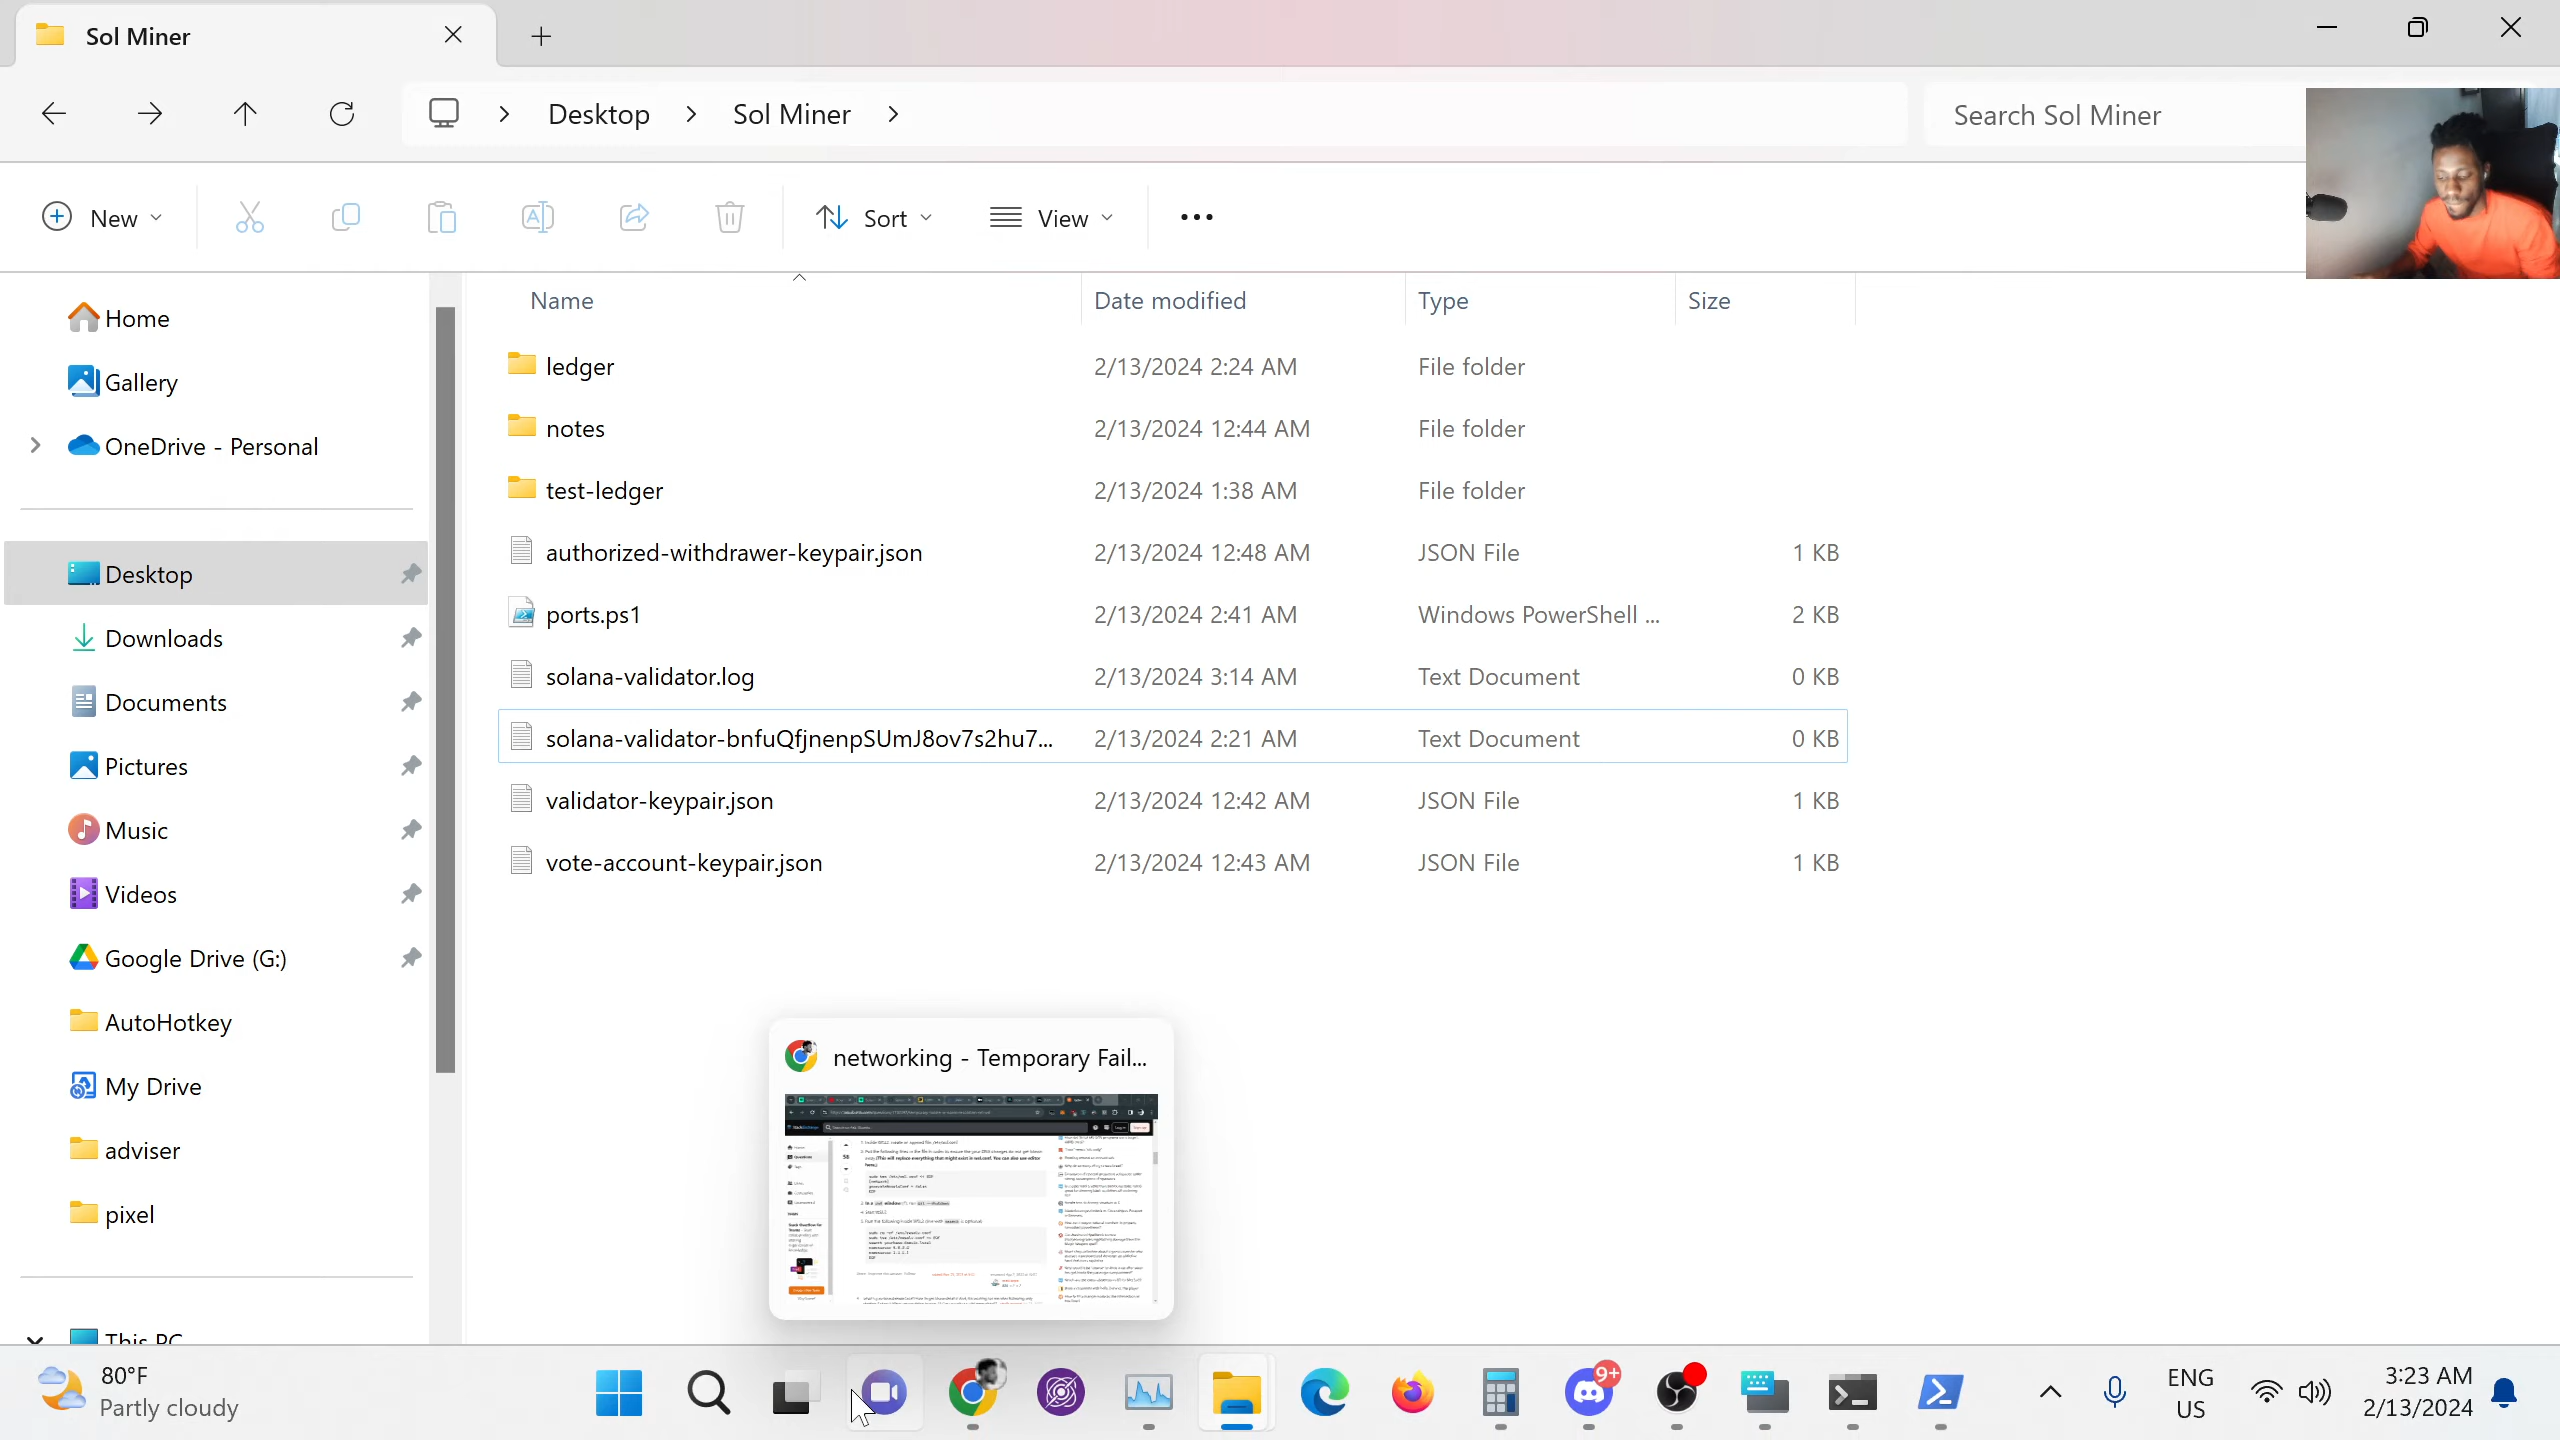 Sol Miner
Desktop
Sol Miner
Search Sol Miner
New
Sort
View
Name
Date modified
Type
Size
Home
Gallery
OneDrive - Personal
Desktop
Downloads
Documents
Pictures
Music
Videos
Google Drive (G:)
AutoHotkey
My Drive
adviser
pixel
This PC
ledger 2/13/2024 2:24 AM File folder
notes 2/13/2024 12:44 AM File folder
test-ledger 2/13/2024 1:38 AM File folder
authorized-withdrawer-keypair.json 2/13/2024 12:48 AM JSON File 1 KB
ports.ps1 2/13/2024 2:41 AM Windows PowerShell ... 2 KB
solana-validator.log 2/13/2024 3:14 AM Text Document 0 KB
solana-validator-bnfuQfjnenpSUmJ8ov7s2hu7... 2/13/2024 2:21 AM Text Document 0 KB
validator-keypair.json 2/13/2024 12:42 AM JSON File 1 KB
vote-account-keypair.json 2/13/2024 12:43 AM JSON File 1 KB
networking - Temporary Fail...
80°F
Partly cloudy
9+
ENG
US
3:23 AM
2/13/2024